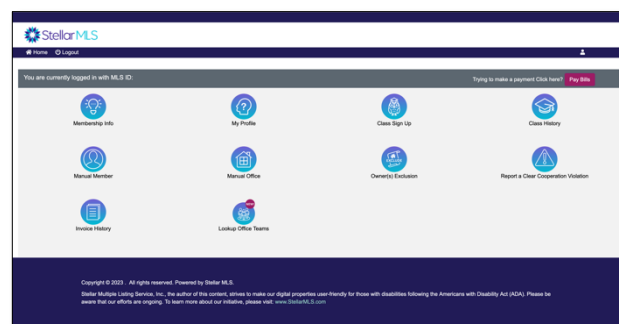 Stellar MLS
Home Logout
You are currently logged in with MLS ID:
Trying to make a payment Click here? Pay Bills
Membership Info
My Profile
Class Sign Up
Class History
Manual Member
Manual Office
Owner(s) Exclusion
Report a Clear Cooperation Violation
Invoice History
Lookup Office Teams
Copyright © 2023 . All rights reserved. Powered by Stellar MLS.
Stellar Multiple Listing Service, Inc., the author of this content, strives to make our digital properties user-friendly for those with disabilities following the Americans with Disability Act (ADA). Please be
aware that our efforts are ongoing. To learn more about our initiative, please visit: www.StellarMLS.com